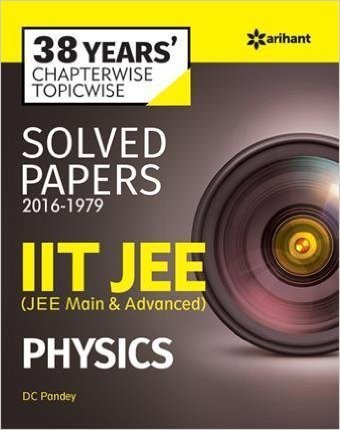 38 YEARS'
CHAPTERWISE
TOPICWISE
arihant
SOLVED
PAPERS
2016-1979
IIT JEE
(JEE Main & Advanced)
PHYSICS
DC Pandey